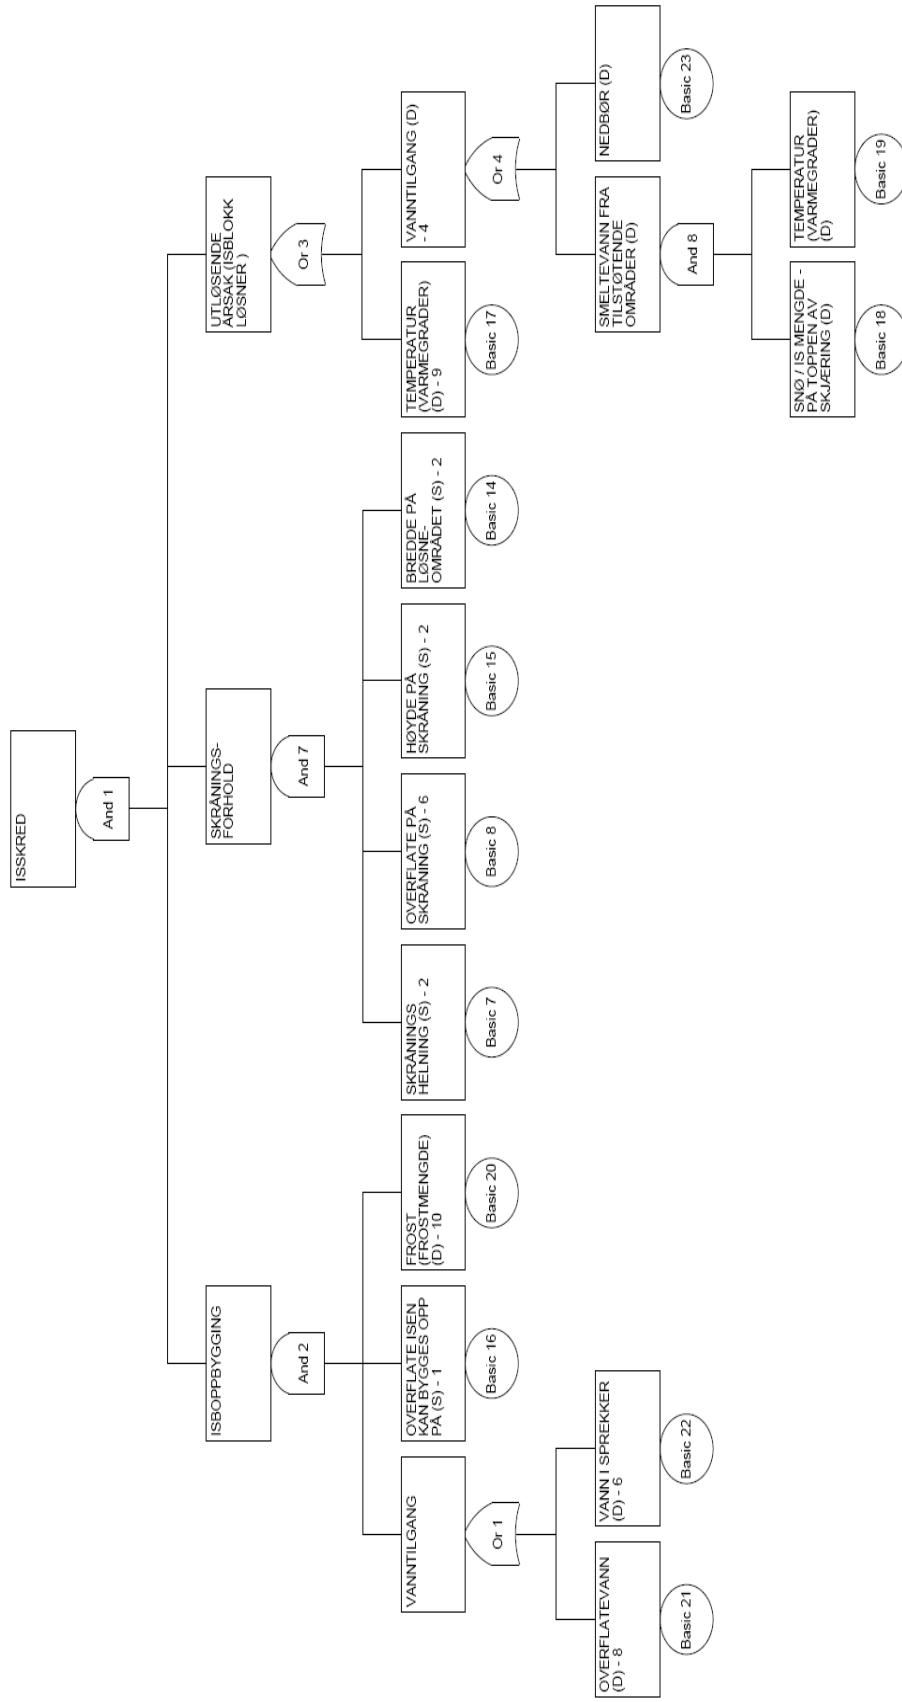 ISSKRED
And 1
ISBOPPBYGGING
And 2
SKRÅNINGS-
FORHOLD
And 7
UTLØSENDE
ÅRSAK (ISBLOKK
LØSNER )
Or 3
VANNTILGANG
Or 1
OVERFLATE ISEN
KAN BYGGES OPP
PÅ (S) - 1
Basic 16
FROST
(FROSTMENGDE)
(D) - 10
Basic 20
SKRÅNINGS
HELNING (S) - 2
Basic 7
OVERFLATE PÅ
SKRÅNING (S) - 6
Basic 8
HØYDE PÅ
SKRÅNING (S) - 2
Basic 15
BREDDE PÅ
LØSNE-
OMRÅDET (S) - 2
Basic 14
TEMPERATUR
(VARMEGRADER)
(D) - 9
Basic 17
VANNTILGANG (D)
- 4
Or 4
OVERFLATEVANN
(D) - 8
Basic 21
VANN I SPREKKER
(D) - 6
Basic 22
SMELTEVANN FRA
TILSTØTENDE
OMRÅDER (D)
And 8
NEDBØR (D)
Basic 23
SNØ / IS MENGDE -
PÅ TOPPEN AV
SKJÆRING (D)
Basic 18
TEMPERATUR
(VARMEGRADER)
(D)
Basic 19